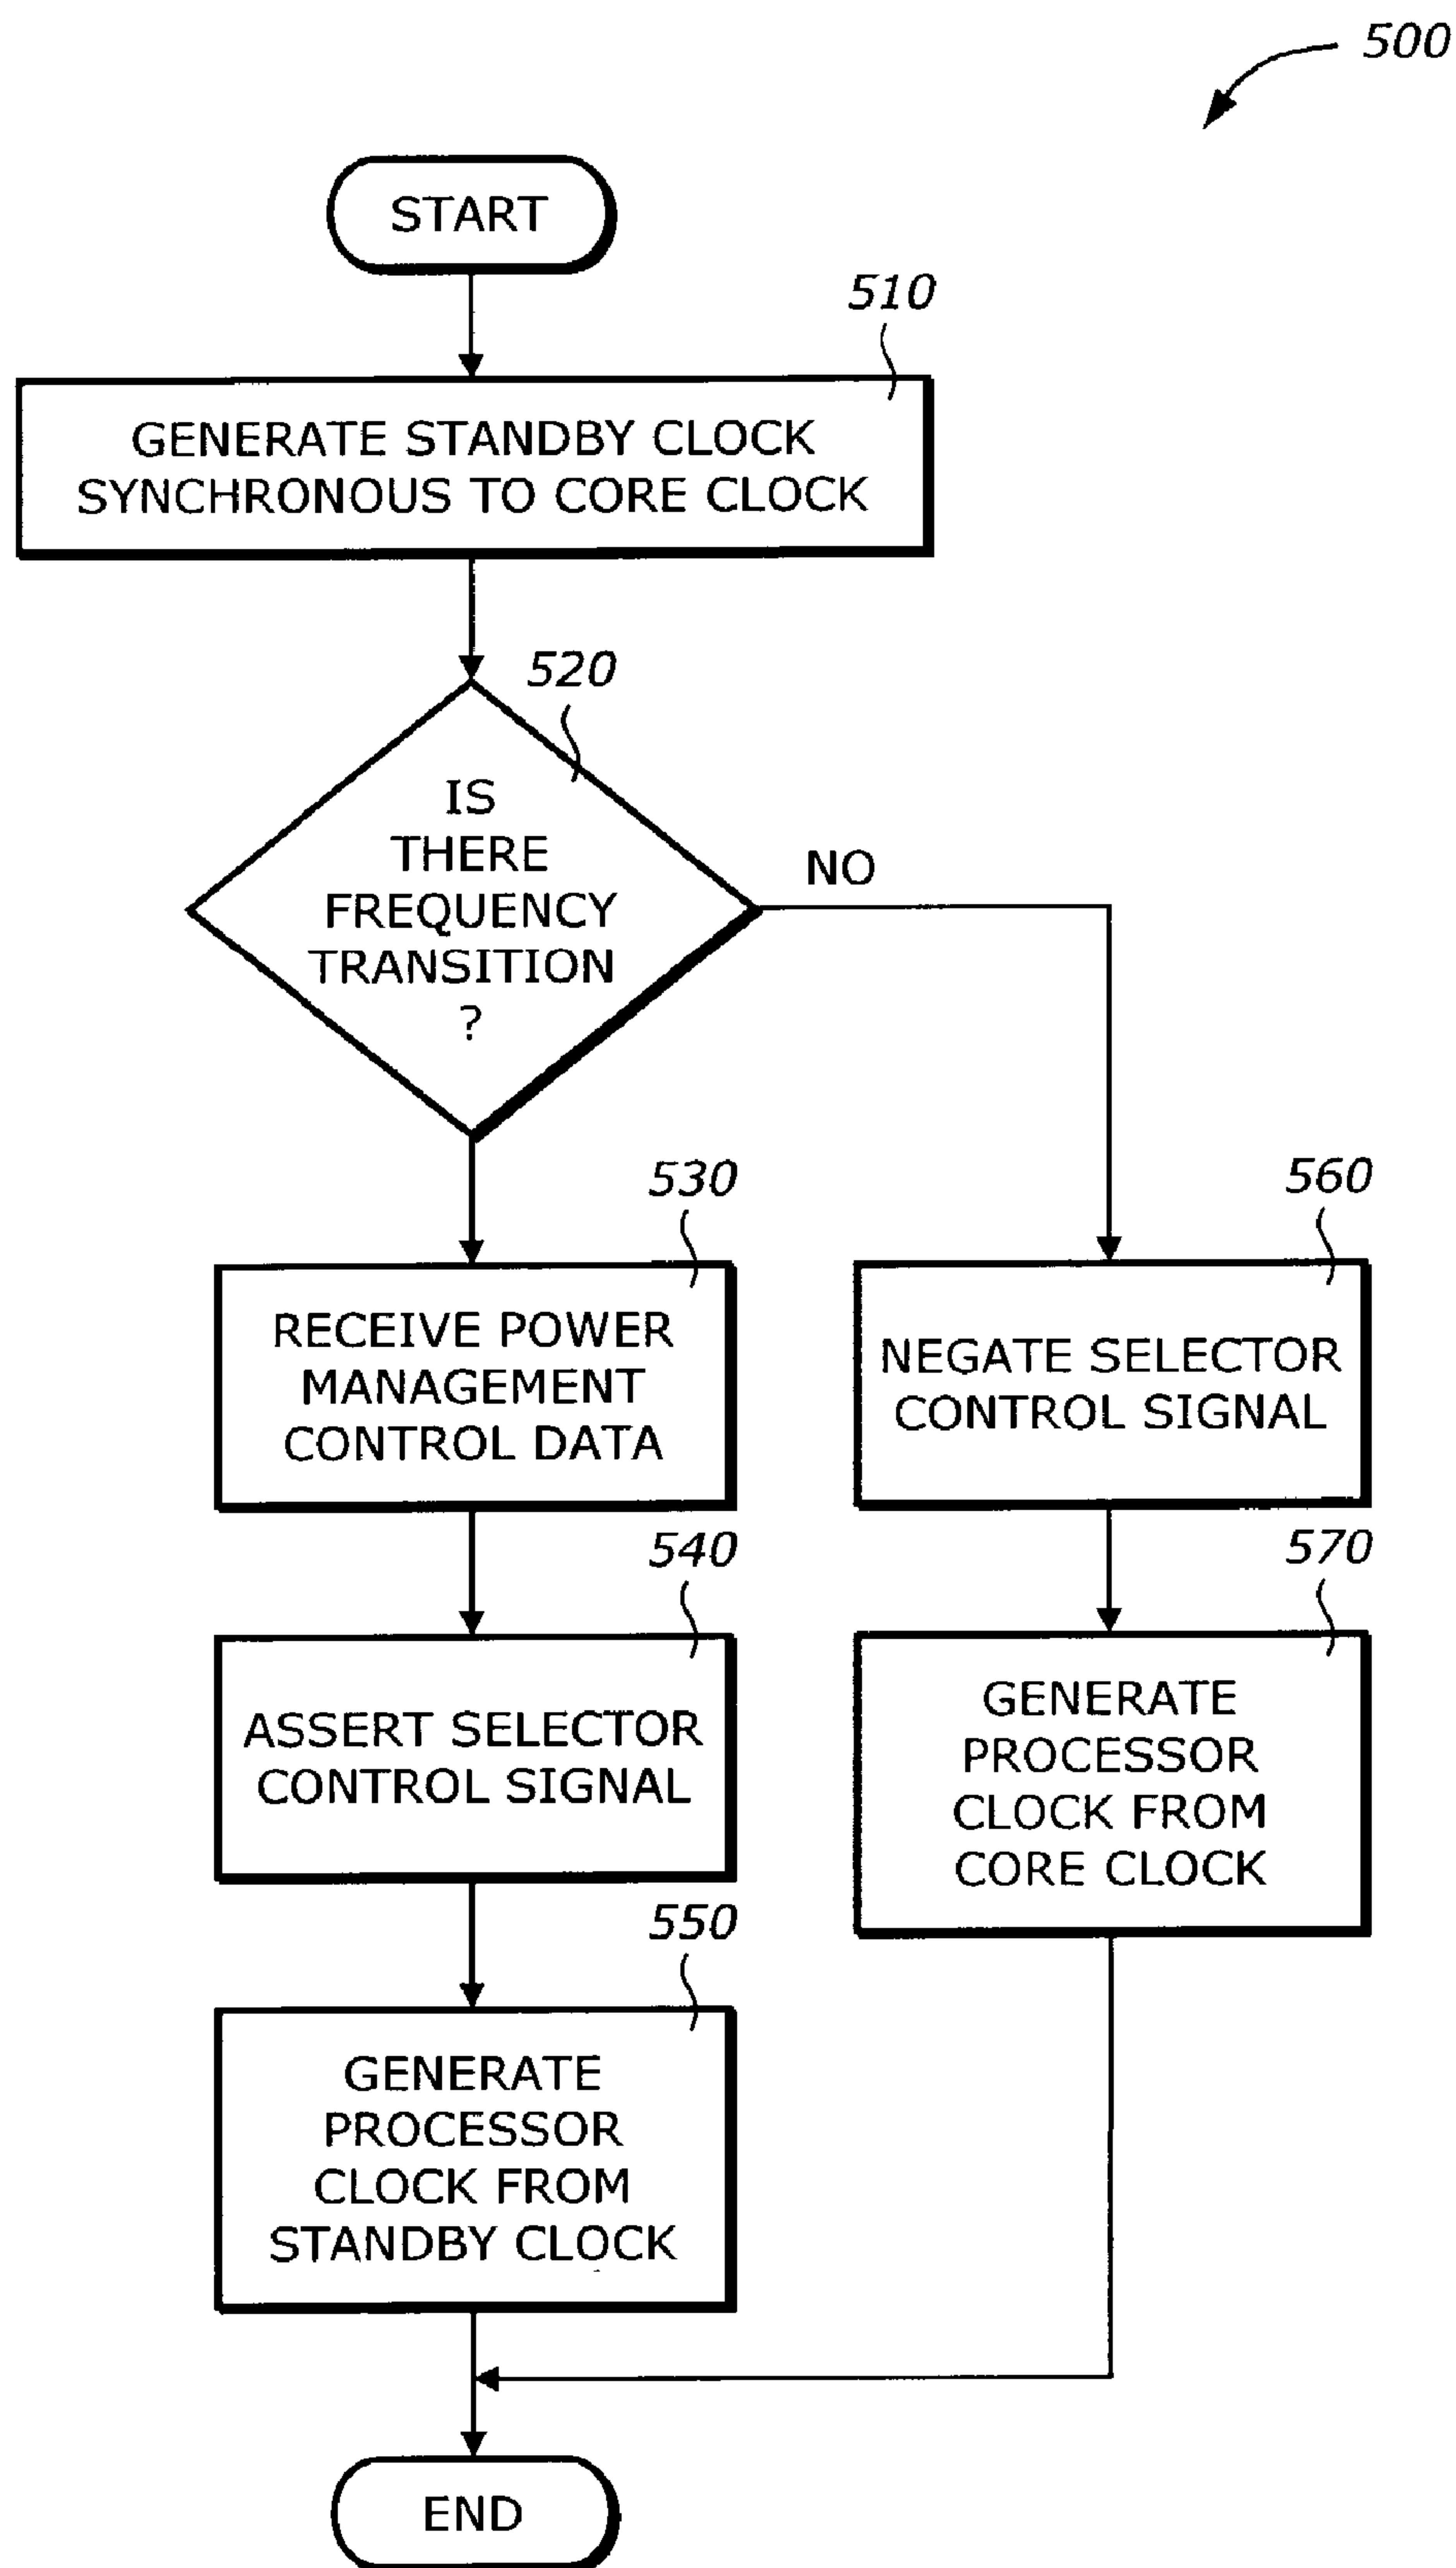 500
START
510
GENERATE STANDBY CLOCK
SYNCHRONOUS TO CORE CLOCK
520
IS
THERE
FREQUENCY
TRANSITION
?
NO
530
RECEIVE POWER
MANAGEMENT
CONTROL DATA
560
NEGATE SELECTOR
CONTROL SIGNAL
540
ASSERT SELECTOR
CONTROL SIGNAL
570
GENERATE
PROCESSOR
CLOCK FROM
CORE CLOCK
550
GENERATE
PROCESSOR
CLOCK FROM
STANDBY CLOCK
END